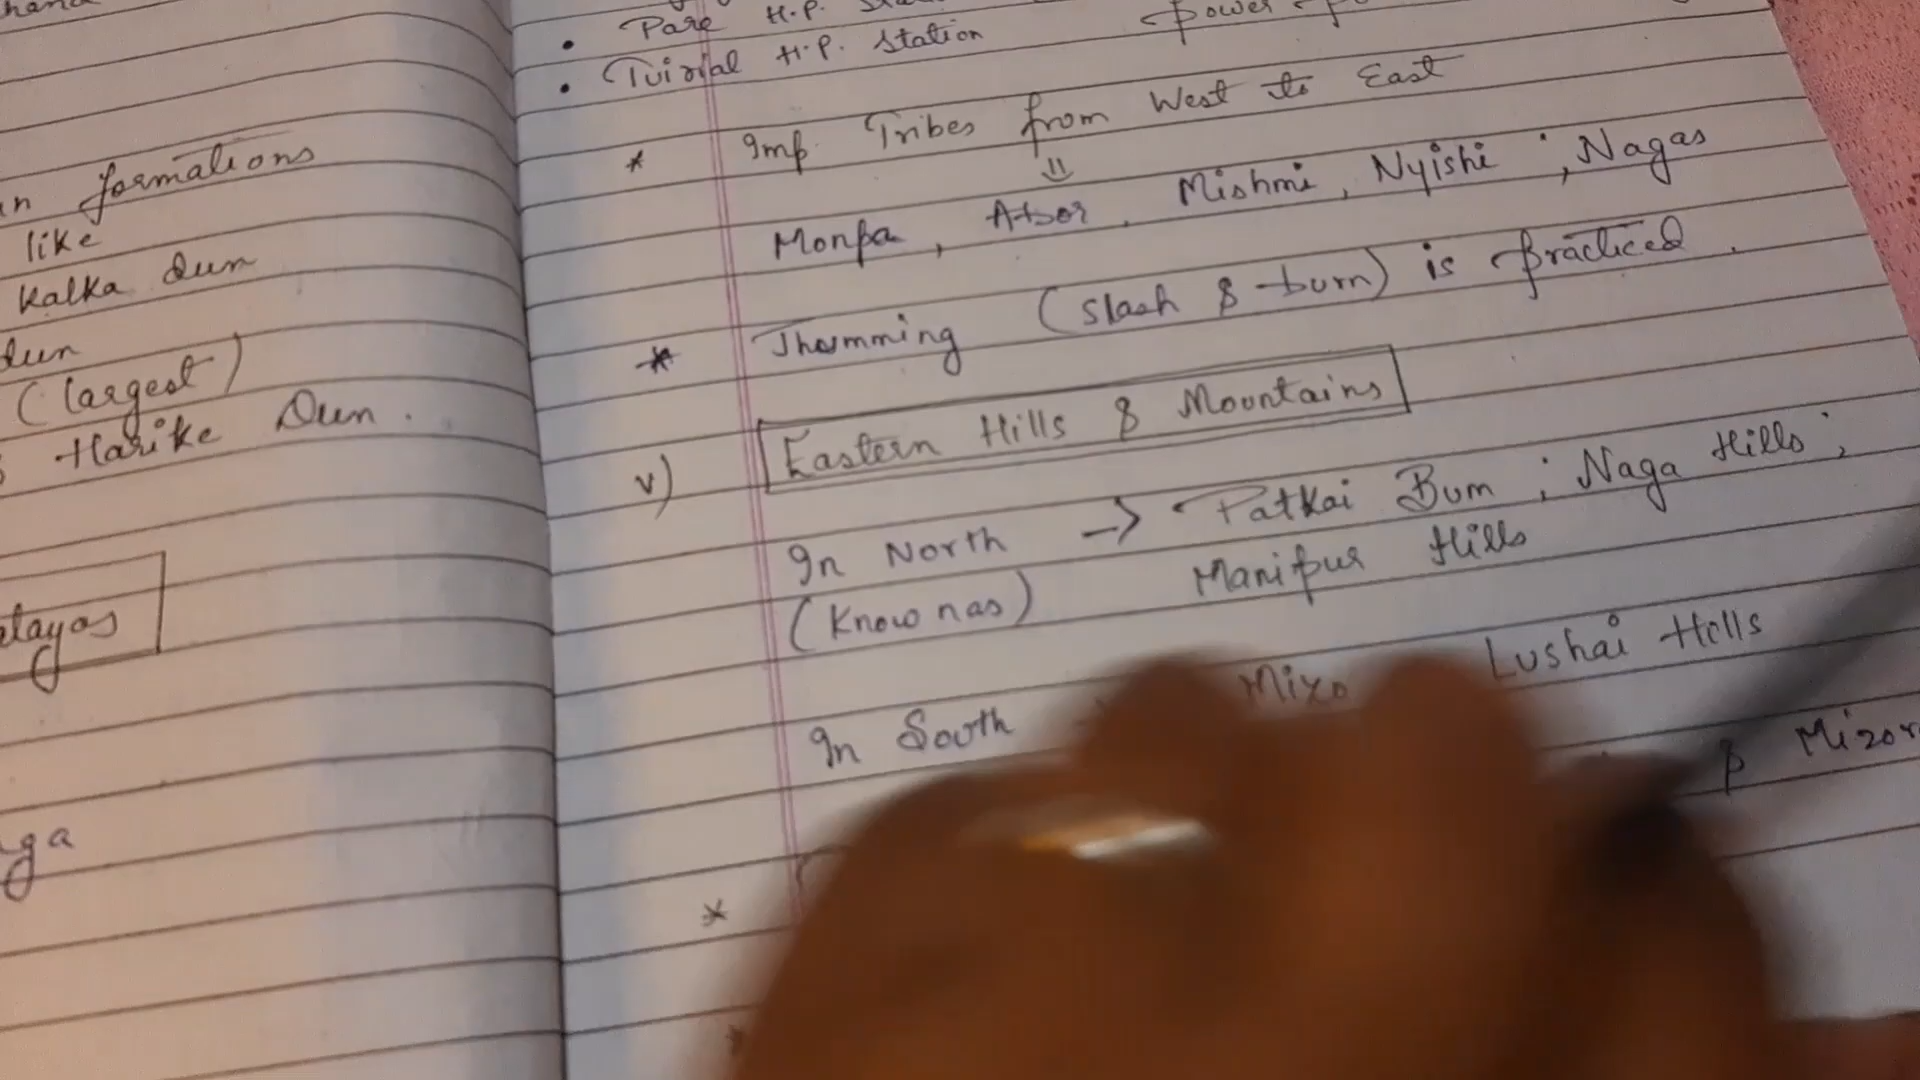 formations
like
Kalka Dun
dun
(largest)
Harike Dun.
• Pare H.P.
• Tuirial H.P. Station
power
* Imp Tribes from West to East
Monpa, Abor, Mishmi, Nyishi ; Nagas
* Jhumming (slash & burn) is practiced.
v) Eastern Hills & Mountains
In North → Patkai Bum ; Naga Hills ;
(Known as) Manipur Hills
In South Mizo Lushai Hills
*